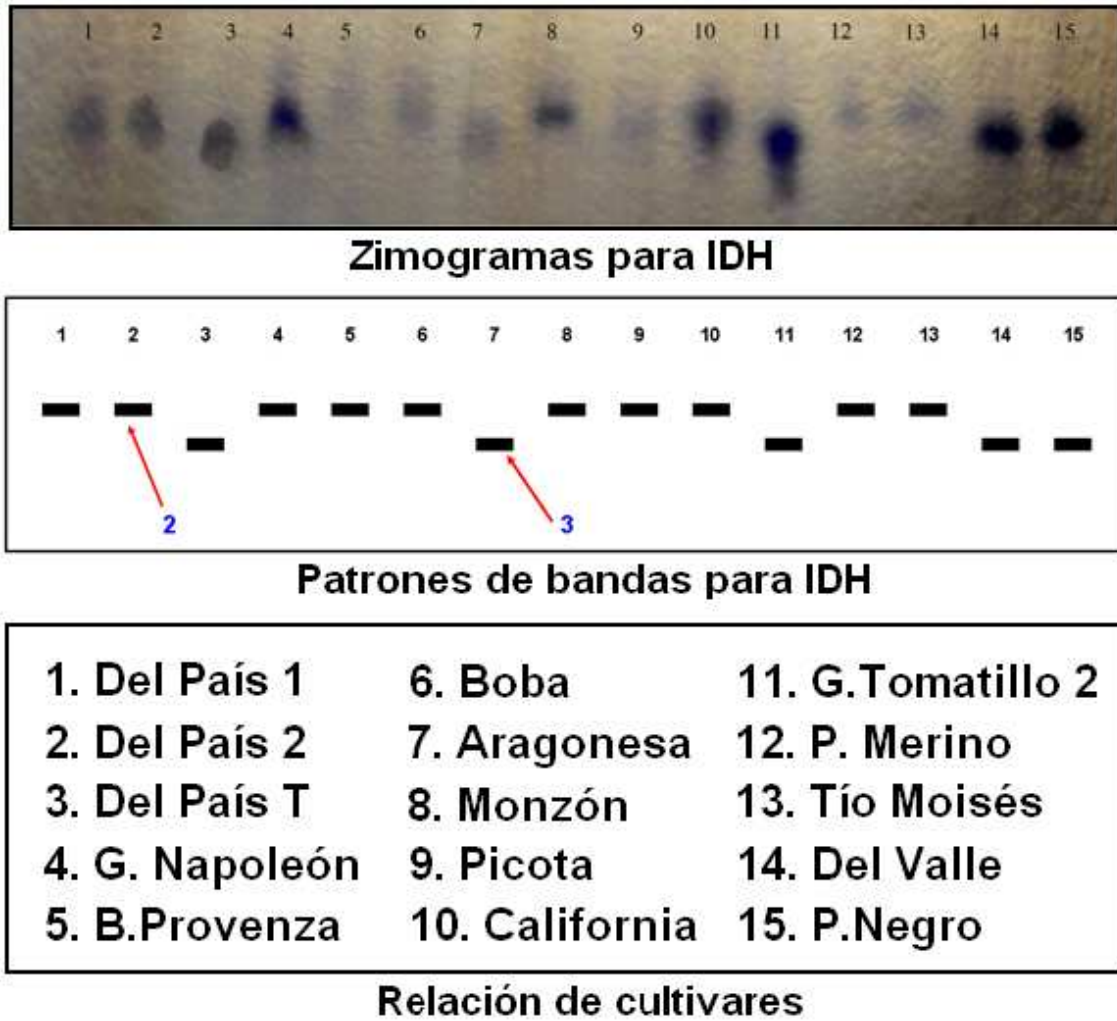 1 2 3 4 5 6 7 8 9 10 11 12 13 14 15
Zimogramas para IDH
1 2 3 4 5 6 7 8 9 10 11 12 13 14 15
2 3
Patrones de bandas para IDH
1. Del País 1 6. Boba 11. G.Tomatillo 2
2. Del País 2 7. Aragonesa 12. P. Merino
3. Del País T 8. Monzón 13. Tío Moisés
4. G. Napoleón 9. Picota 14. Del Valle
5. B.Provenza 10. California 15. P.Negro
Relación de cultivares